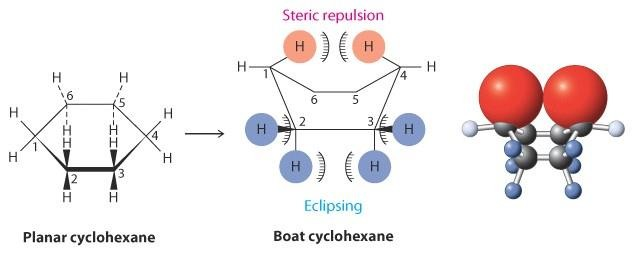 Steric repulsion
H H
H 1 4 H
6 5
H 2 3 H
H H
Eclipsing
Boat cyclohexane
H H
6 5
H H H H
1 4
H H H H
2 3
H H
Planar cyclohexane